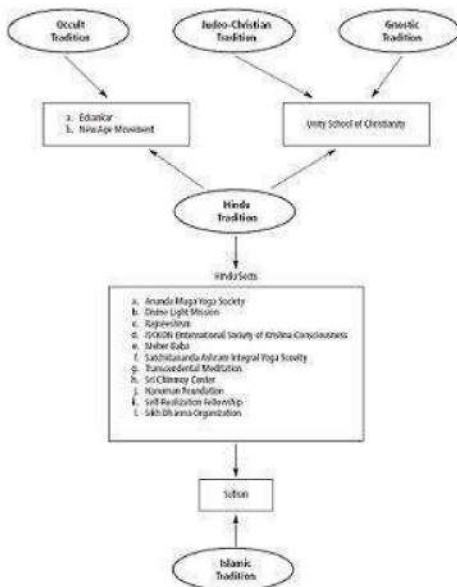 Occult
Tradition
Judeo-Christian
Tradition
Gnostic
Tradition
a. Eckankar
b. New Age Movement
Unity School of Christianity
Hindu
Tradition
Hindu Sects
a. Ananda Marga Yoga Society
b. Divine Light Mission
c. Rajneeshism
d. ISKCON (International Society of Krishna Consciousness
e. Meher Baba
f. Satchidananda Ashram Integral Yoga Society
g. Transcendental Meditation
h. Sri Chinmoy Center
j. Hanuman Foundation
k. Self-Realization Fellowship
l. Sikh Dharma Organization
Sufism
Islamic
Tradition